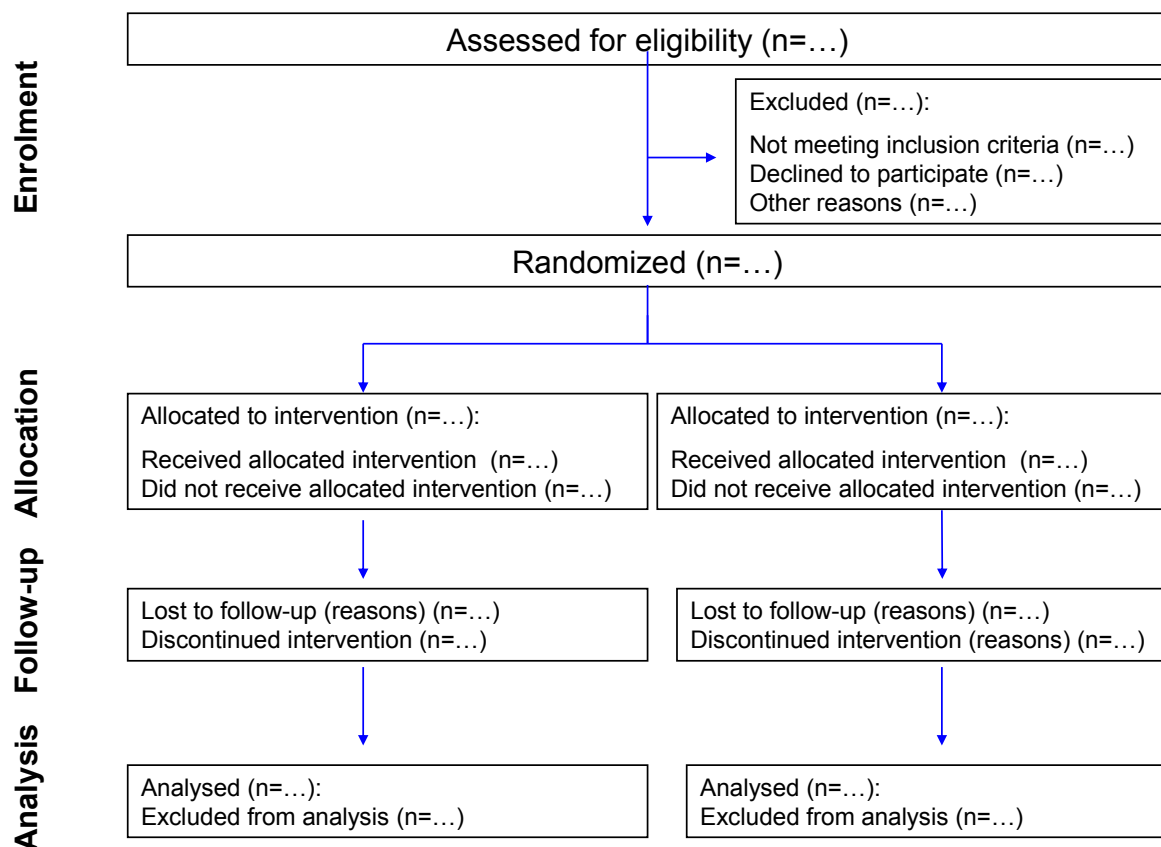 Enrolment
Assessed for eligibility (n=…)
Excluded (n=…):
Not meeting inclusion criteria (n=…)
Declined to participate (n=…)
Other reasons (n=…)
Randomized (n=…)
Allocation
Allocated to intervention (n=…):
Received allocated intervention  (n=…)
Did not receive allocated intervention (n=…)
Allocated to intervention (n=…):
Received allocated intervention  (n=…)
Did not receive allocated intervention (n=…)
Follow-up
Lost to follow-up (reasons) (n=…)
Discontinued intervention (n=…)
Lost to follow-up (reasons) (n=…)
Discontinued intervention (reasons) (n=…)
Analysis
Analysed (n=…):
Excluded from analysis (n=…)
Analysed (n=…):
Excluded from analysis (n=…)